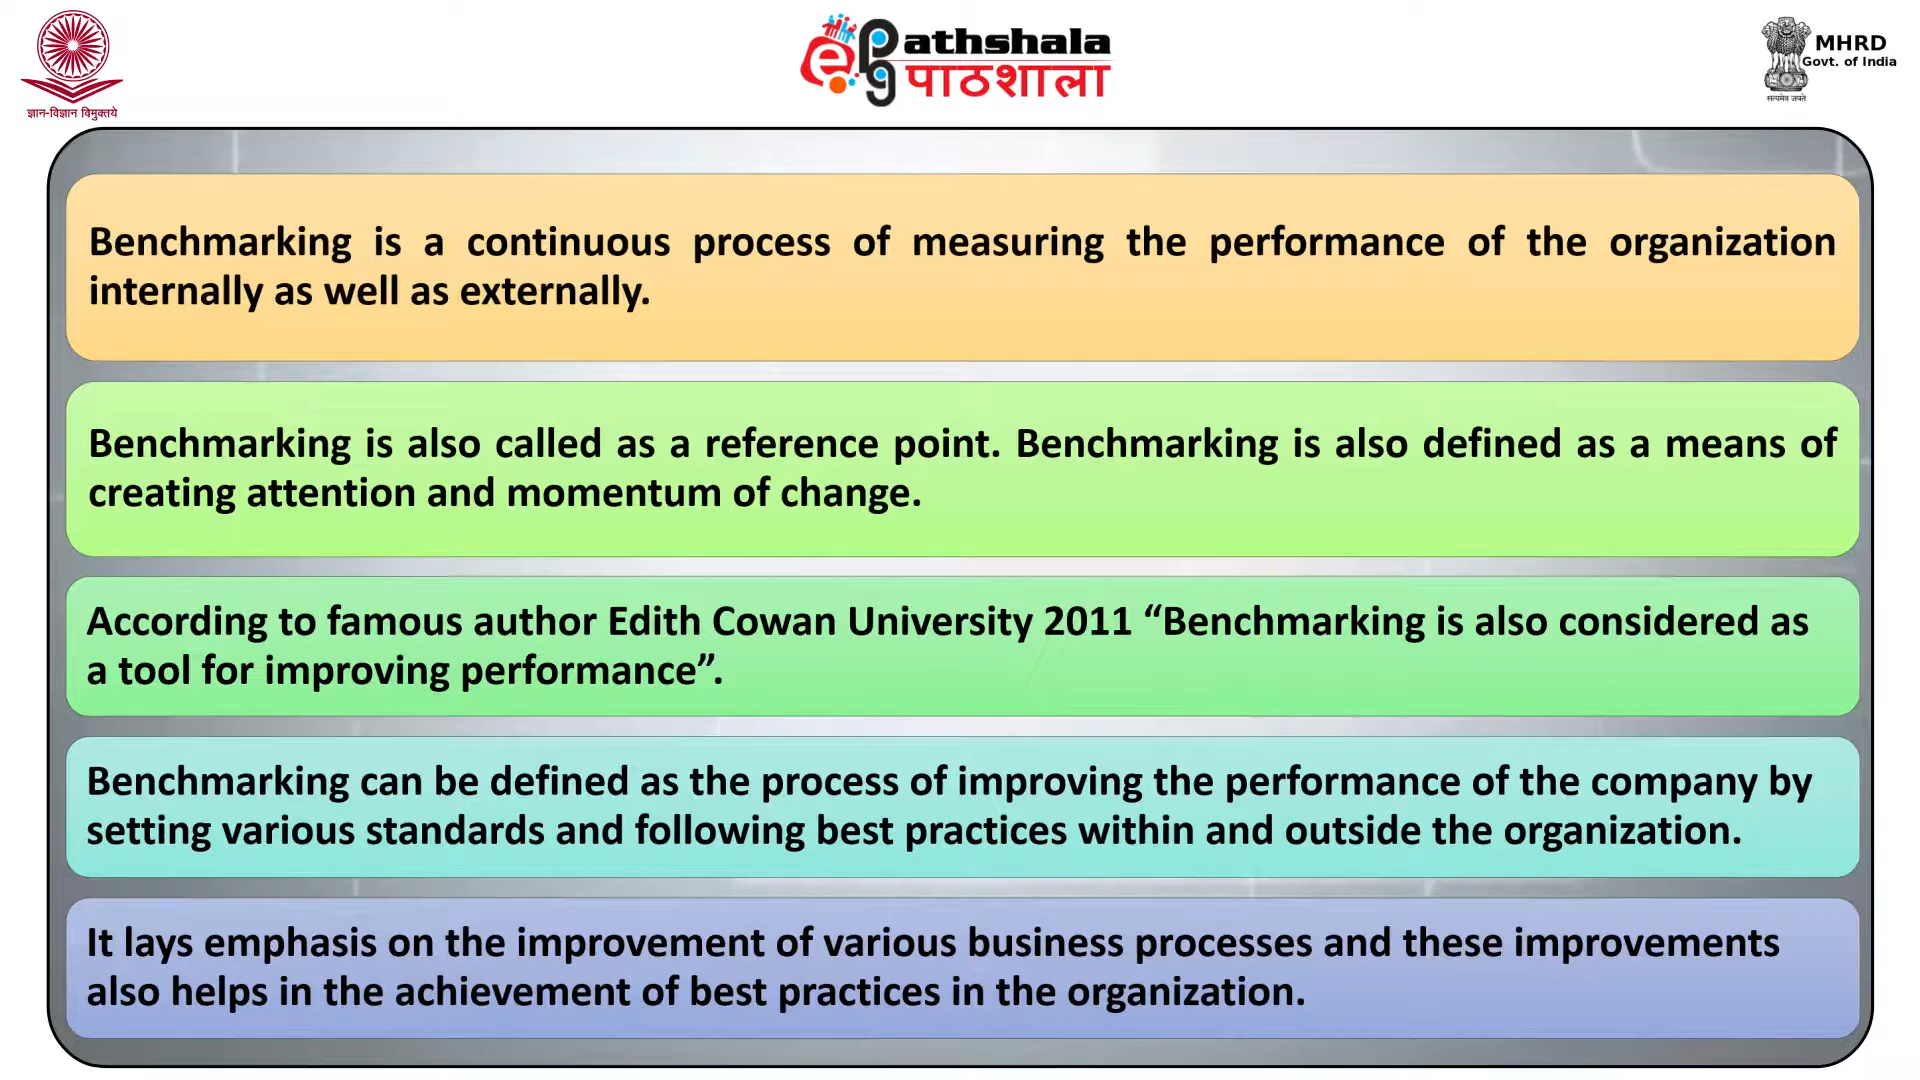 ज्ञान-विज्ञान विमुक्तये
e pg
athshala
पाठशाला
MHRD
Govt. of India
सत्यमेव जयते
Benchmarking is a continuous process of measuring the performance of the organization
internally as well as externally.
Benchmarking is also called as a reference point. Benchmarking is also defined as a means of
creating attention and momentum of change.
According to famous author Edith Cowan University 2011 “Benchmarking is also considered as
a tool for improving performance”.
Benchmarking can be defined as the process of improving the performance of the company by
setting various standards and following best practices within and outside the organization.
It lays emphasis on the improvement of various business processes and these improvements
also helps in the achievement of best practices in the organization.